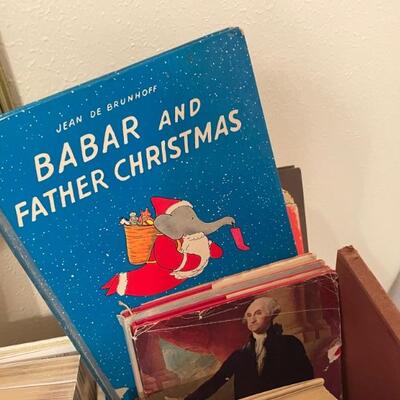 JEAN DE BRUNHOFF
BABAR AND
FATHER CHRISTMAS